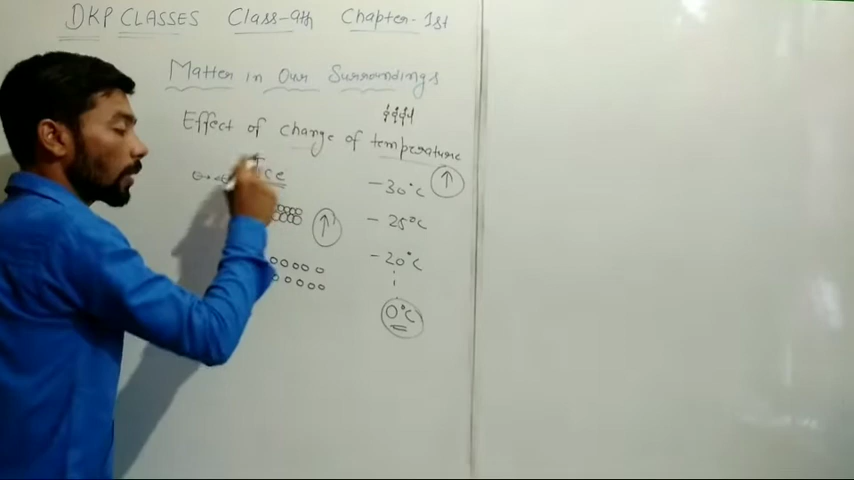 DKP CLASSES Class-9th Chapter-1st
Matter in Our Surroundings
Effect of change of temperature
-30°C
-25°C
-20°C
0°C